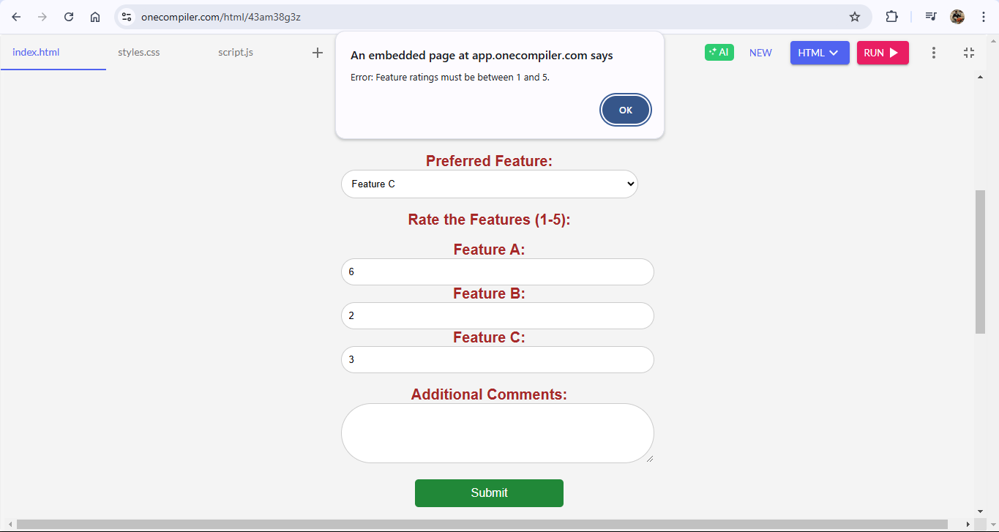 onecompiler.com/html/43am38g3z
index.html
styles.css
script.js
AI
NEW
HTML
RUN
An embedded page at app.onecompiler.com says
Error: Feature ratings must be between 1 and 5.
OK
Preferred Feature:
Feature C
Rate the Features (1-5):
Feature A:
6
Feature B:
2
Feature C:
3
Additional Comments:
Submit